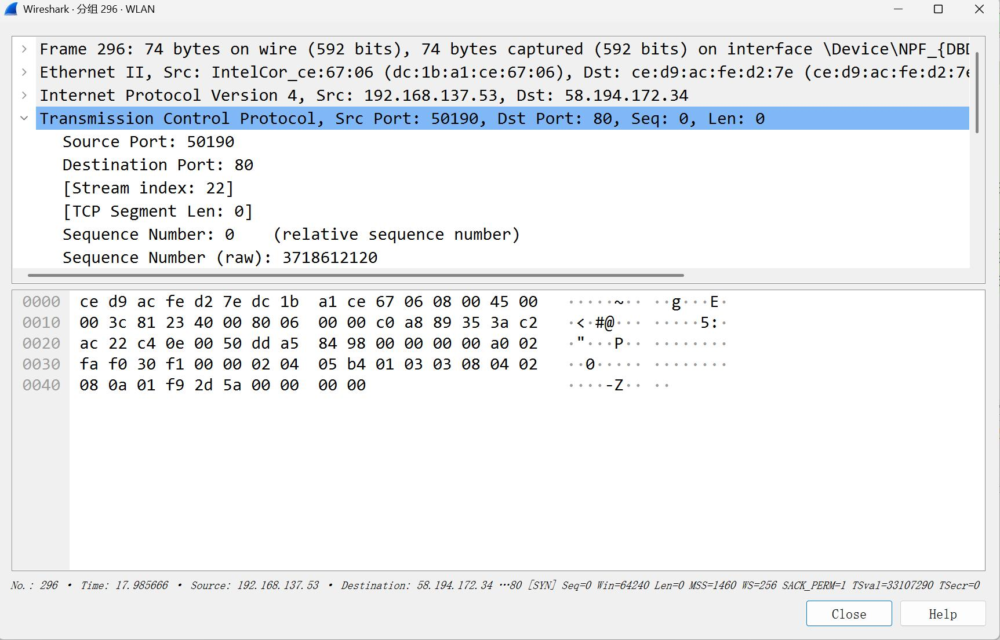 Wireshark · 分组 296 · WLAN
Frame 296: 74 bytes on wire (592 bits), 74 bytes captured (592 bits) on interface \Device\NPF_{DBD
Ethernet II, Src: IntelCor_ce:67:06 (dc:1b:a1:ce:67:06), Dst: ce:d9:ac:fe:d2:7e (ce:d9:ac:fe:d2:7e
Internet Protocol Version 4, Src: 192.168.137.53, Dst: 58.194.172.34
Transmission Control Protocol, Src Port: 50190, Dst Port: 80, Seq: 0, Len: 0
Source Port: 50190
Destination Port: 80
[Stream index: 22]
[TCP Segment Len: 0]
Sequence Number: 0    (relative sequence number)
Sequence Number (raw): 3718612120
0000 ce d9 ac fe d2 7e dc 1b  a1 ce 67 06 08 00 45 00 ·····~·· ··g···E·
0010 00 3c 81 23 40 00 80 06  00 00 c0 a8 89 35 3a c2 ·<·#@··· ·····5:·
0020 ac 22 c4 0e 00 50 dd a5  84 98 00 00 00 00 a0 02 ·"···P·· ········
0030 fa f0 30 f1 00 00 02 04  05 b4 01 03 03 08 04 02 ··0····· ········
0040 08 0a 01 f9 2d 5a 00 00  00 00 ····-Z·· ··
No.: 296 · Time: 17.985666 · Source: 192.168.137.53 · Destination: 58.194.172.34 ···80 [SYN] Seq=0 Win=64240 Len=0 MSS=1460 WS=256 SACK_PERM=1 TSval=33107290 TSecr=0
Close
Help